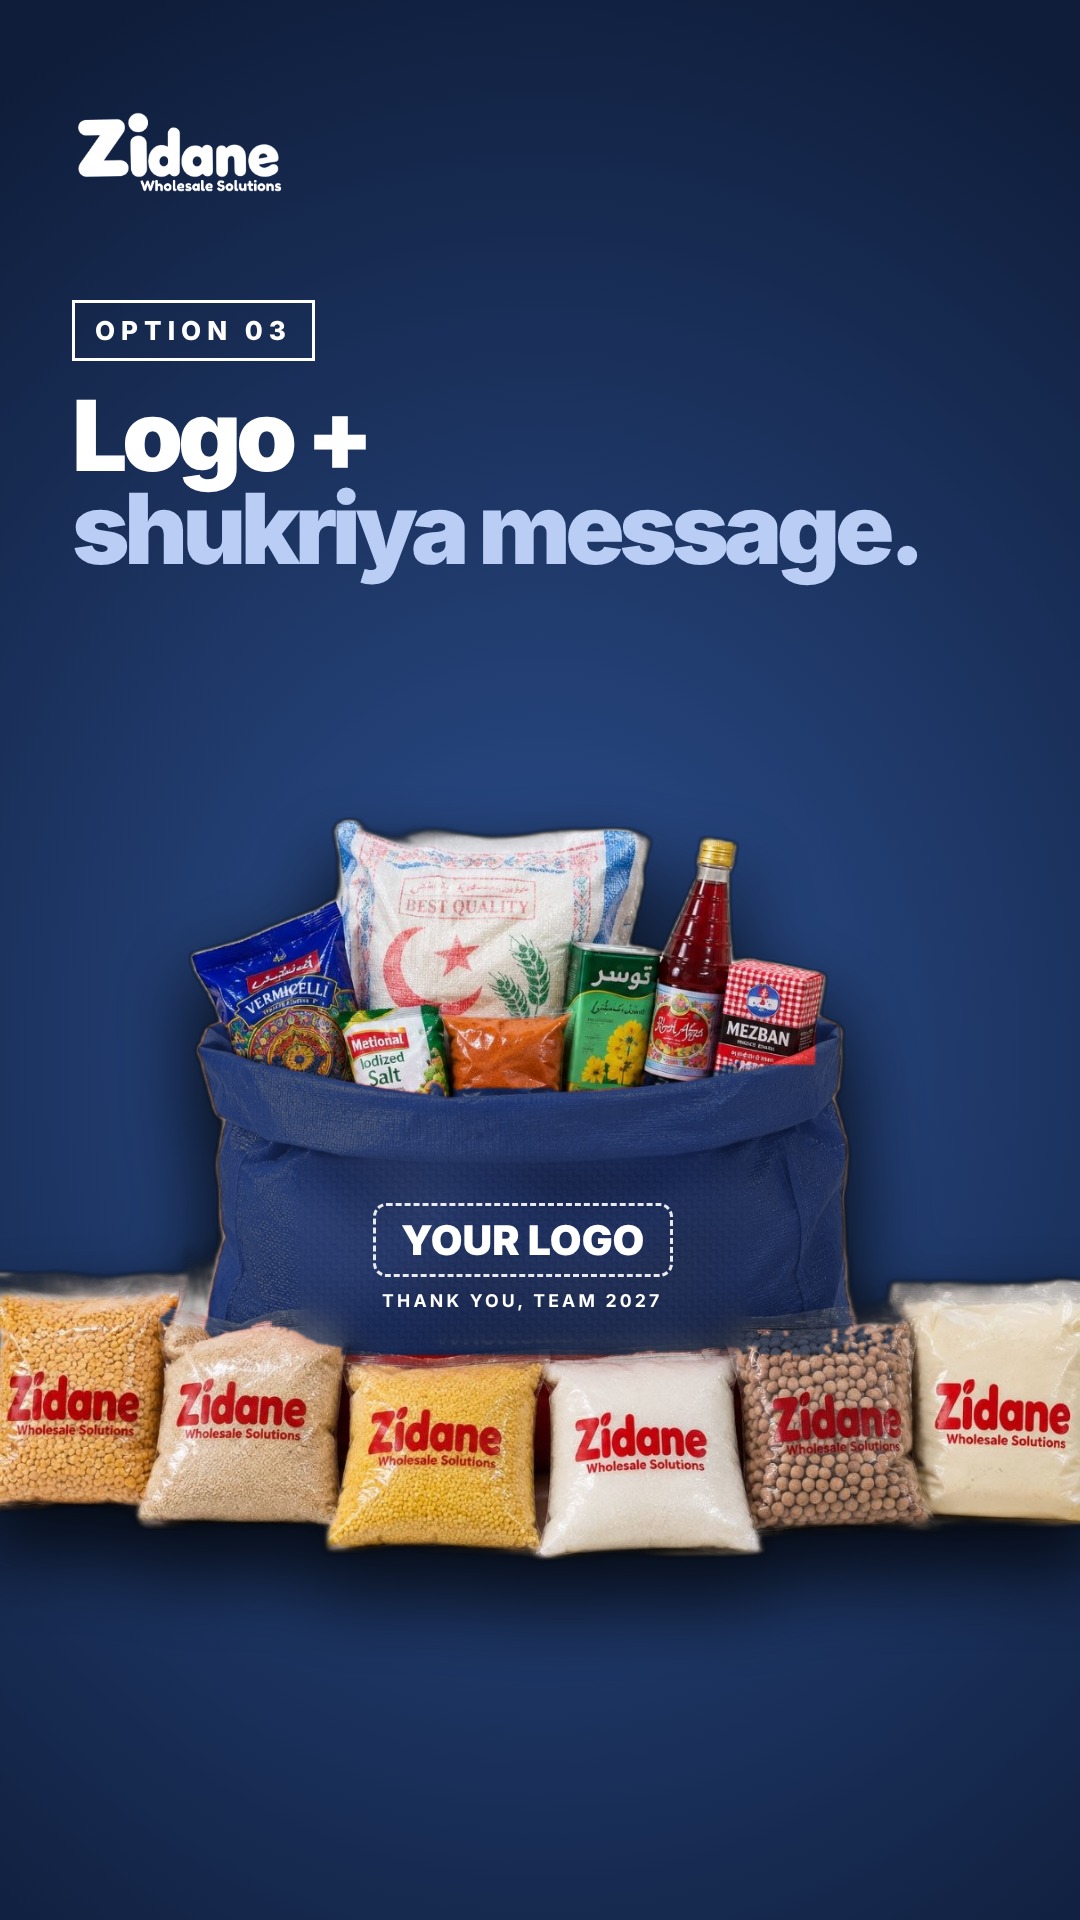 Zidane
Wholesale Solutions
OPTION 03
Logo +
shukriya message.
BEST QUALITY
VERMICELLI
توسر
Metional
Iodized
Salt
Rooh Afza
MEZBAN
YOUR LOGO
THANK YOU, TEAM 2027
Zidane
Wholesale Solutions
Zidane
Wholesale Solutions
Zidane
Wholesale Solutions
Zidane
Wholesale Solutions
Zidane
Wholesale Solutions
Zidane
Wholesale Solutions